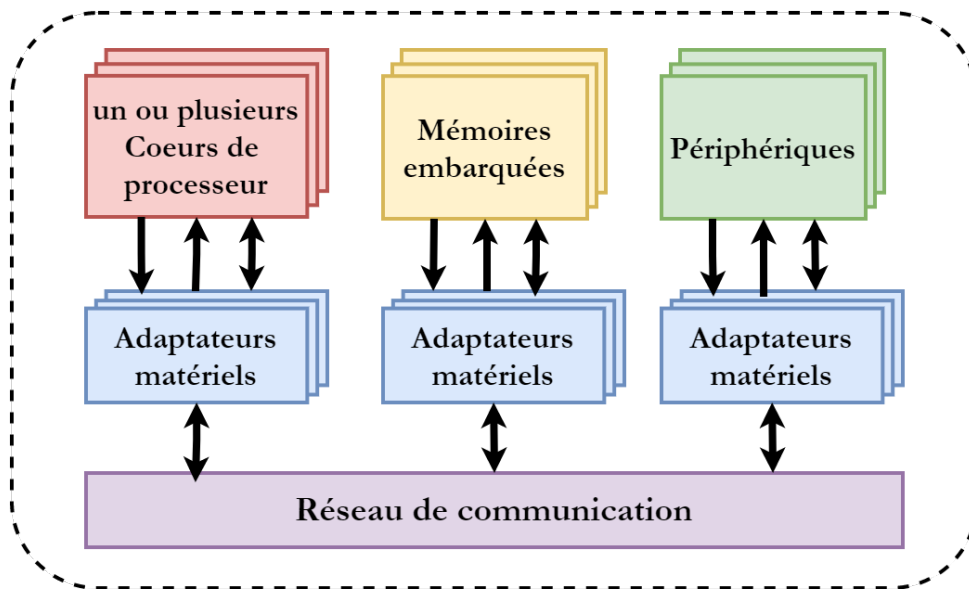 un ou plusieurs
Coeurs de
processeur
Mémoires
embarquées
Périphériques
Adaptateurs
matériels
Adaptateurs
matériels
Adaptateurs
matériels
Réseau de communication